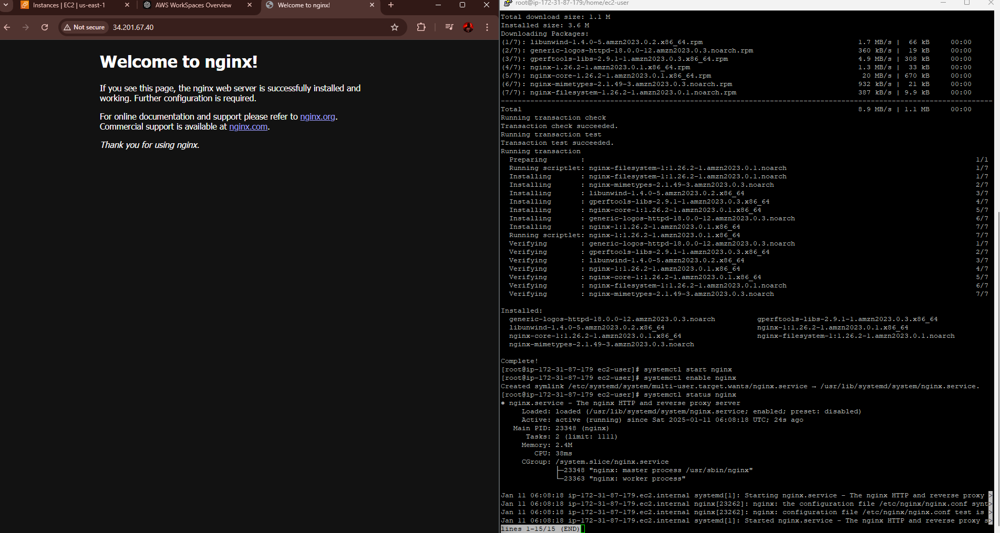 Instances | EC2 | us-east-1
AWS WorkSpaces Overview
Welcome to nginx!
Not secure
34.201.67.40
Welcome to nginx!
If you see this page, the nginx web server is successfully installed and
working. Further configuration is required.
For online documentation and support please refer to nginx.org.
Commercial support is available at nginx.com.
Thank you for using nginx.
root@ip-172-31-87-179:/home/ec2-user
Total download size: 1.1 M
Installed size: 3.6 M
Downloading Packages:
(1/7): libunwind-1.4.0-5.amzn2023.0.2.x86_64.rpm 1.7 MB/s | 66 kB 00:00
(2/7): generic-logos-httpd-18.0.0-12.amzn2023.0.3.noarch.rpm 360 kB/s | 19 kB 00:00
(3/7): gperftools-libs-2.9.1-1.amzn2023.0.3.x86_64.rpm 4.9 MB/s | 308 kB 00:00
(4/7): nginx-1.26.2-1.amzn2023.0.1.x86_64.rpm 1.3 MB/s | 33 kB 00:00
(5/7): nginx-core-1.26.2-1.amzn2023.0.1.x86_64.rpm 20 MB/s | 670 kB 00:00
(6/7): nginx-mimetypes-2.1.49-3.amzn2023.0.3.noarch.rpm 932 kB/s | 21 kB 00:00
(7/7): nginx-filesystem-1.26.2-1.amzn2023.0.1.noarch.rpm 387 kB/s | 9.9 kB 00:00
Total 8.9 MB/s | 1.1 MB 00:00
Running transaction check
Transaction check succeeded.
Running transaction test
Transaction test succeeded.
Running transaction
Preparing : 1/1
Running scriptlet: nginx-filesystem-1:1.26.2-1.amzn2023.0.1.noarch 1/7
Installing : nginx-filesystem-1:1.26.2-1.amzn2023.0.1.noarch 1/7
Installing : nginx-mimetypes-2.1.49-3.amzn2023.0.3.noarch 2/7
Installing : libunwind-1.4.0-5.amzn2023.0.2.x86_64 3/7
Installing : gperftools-libs-2.9.1-1.amzn2023.0.3.x86_64 4/7
Installing : nginx-core-1:1.26.2-1.amzn2023.0.1.x86_64 5/7
Installing : generic-logos-httpd-18.0.0-12.amzn2023.0.3.noarch 6/7
Installing : nginx-1:1.26.2-1.amzn2023.0.1.x86_64 7/7
Running scriptlet: nginx-1:1.26.2-1.amzn2023.0.1.x86_64 7/7
Verifying : generic-logos-httpd-18.0.0-12.amzn2023.0.3.noarch 1/7
Verifying : gperftools-libs-2.9.1-1.amzn2023.0.3.x86_64 2/7
Verifying : libunwind-1.4.0-5.amzn2023.0.2.x86_64 3/7
Verifying : nginx-1:1.26.2-1.amzn2023.0.1.x86_64 4/7
Verifying : nginx-core-1:1.26.2-1.amzn2023.0.1.x86_64 5/7
Verifying : nginx-filesystem-1:1.26.2-1.amzn2023.0.1.noarch 6/7
Verifying : nginx-mimetypes-2.1.49-3.amzn2023.0.3.noarch 7/7
Installed:
generic-logos-httpd-18.0.0-12.amzn2023.0.3.noarch gperftools-libs-2.9.1-1.amzn2023.0.3.x86_64
libunwind-1.4.0-5.amzn2023.0.2.x86_64 nginx-1:1.26.2-1.amzn2023.0.1.x86_64
nginx-core-1:1.26.2-1.amzn2023.0.1.x86_64 nginx-filesystem-1:1.26.2-1.amzn2023.0.1.noarch
nginx-mimetypes-2.1.49-3.amzn2023.0.3.noarch
Complete!
[root@ip-172-31-87-179 ec2-user]# systemctl start nginx
[root@ip-172-31-87-179 ec2-user]# systemctl enable nginx
Created symlink /etc/systemd/system/multi-user.target.wants/nginx.service → /usr/lib/systemd/system/nginx.service.
[root@ip-172-31-87-179 ec2-user]# systemctl status nginx
● nginx.service - The nginx HTTP and reverse proxy server
Loaded: loaded (/usr/lib/systemd/system/nginx.service; enabled; preset: disabled)
Active: active (running) since Sat 2025-01-11 06:08:18 UTC; 24s ago
Main PID: 23348 (nginx)
Tasks: 2 (limit: 1111)
Memory: 2.4M
CPU: 38ms
CGroup: /system.slice/nginx.service
├─23348 "nginx: master process /usr/sbin/nginx"
└─23363 "nginx: worker process"
Jan 11 06:08:18 ip-172-31-87-179.ec2.internal systemd[1]: Starting nginx.service - The nginx HTTP and reverse proxy >
Jan 11 06:08:18 ip-172-31-87-179.ec2.internal nginx[23262]: nginx: the configuration file /etc/nginx/nginx.conf synt>
Jan 11 06:08:18 ip-172-31-87-179.ec2.internal nginx[23262]: nginx: configuration file /etc/nginx/nginx.conf test is >
Jan 11 06:08:18 ip-172-31-87-179.ec2.internal systemd[1]: Started nginx.service - The nginx HTTP and reverse proxy s>
lines 1-15/15 (END)